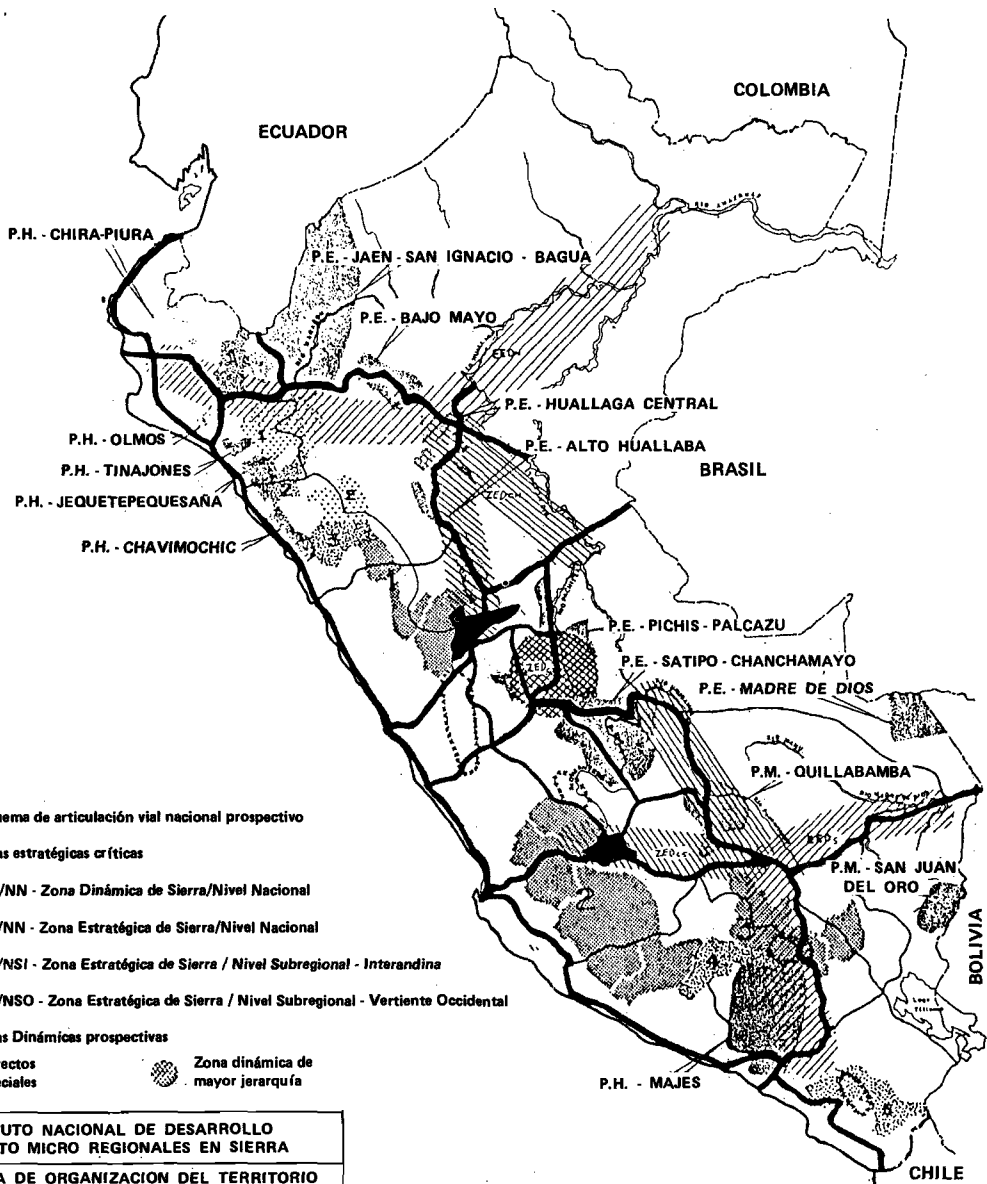 COLOMBIA
ECUADOR
P.H. - CHIRA-PIURA
P.E. - JAEN - SAN IGNACIO - BAGUA
P.E. - BAJO MAYO
P.E. - HUALLAGA CENTRAL
P.H. - OLMOS
P.E. - ALTO HUALLABA
P.H. - TINAJONES
BRASIL
P.H. - JEQUETEPEQUESAÑA
P.H. - CHAVIMOCHIC
P.E. - PICHIS - PALCAZU
P.E. - SATIPO - CHANCHAMAYO
P.E. - MADRE DE DIOS
P.M. - QUILLABAMBA
P.M. - SAN JUAN
DEL ORO
BOLIVIA
2
4
P.H. - MAJES
CHILE
uema de articulación vial nacional prospectivo
as estratégicas críticas
/NN - Zona Dinámica de Sierra/Nivel Nacional
/NN - Zona Estratégica de Sierra/Nivel Nacional
/NSI - Zona Estratégica de Sierra / Nivel Subregional - Interandina
/NSO - Zona Estratégica de Sierra / Nivel Subregional - Vertiente Occidental
as Dinámicas prospectivas
ectos
eciales
Zona dinámica de
mayor jerarquía
UTO NACIONAL DE DESARROLLO
TO MICRO REGIONALES EN SIERRA
A DE ORGANIZACION DEL TERRITORIO